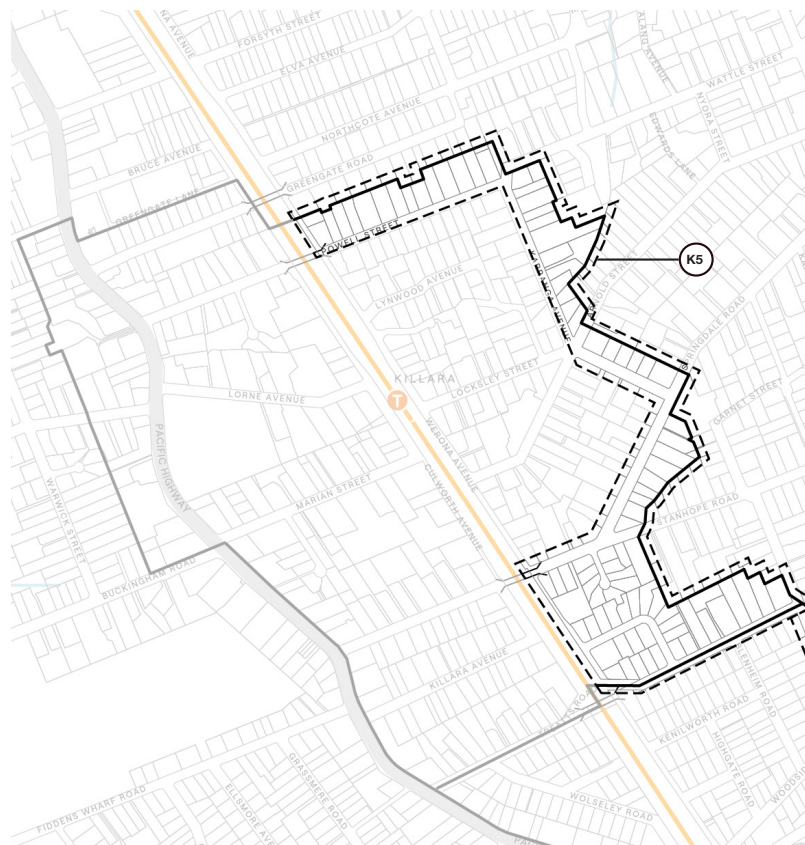 FORSYTH STREET
ELVA AVENUE
NORTHCOTE AVENUE
WATTLE STREET
NYORA STREET
EDWARDS LANE
BRUCE AVENUE
GREENGATE ROAD
GREENGATE LANE
POWELL STREET
KARRANGA AVENUE
K5
LYNWOOD AVENUE
SPRINGDALE ROAD
KILLARA
LOCKSLEY STREET
T
LORNE AVENUE
GARNET STREET
WERONA AVENUE
CULWORTH AVENUE
PACIFIC HIGHWAY
MARIAN STREET
WARWICK STREET
STANHOPE ROAD
BUCKINGHAM ROAD
KILLARA AVENUE
KENILWORTH ROAD
HIGHGATE ROAD
GRASSMERE ROAD
FIDDENS WHARF ROAD
WOLSELEY ROAD